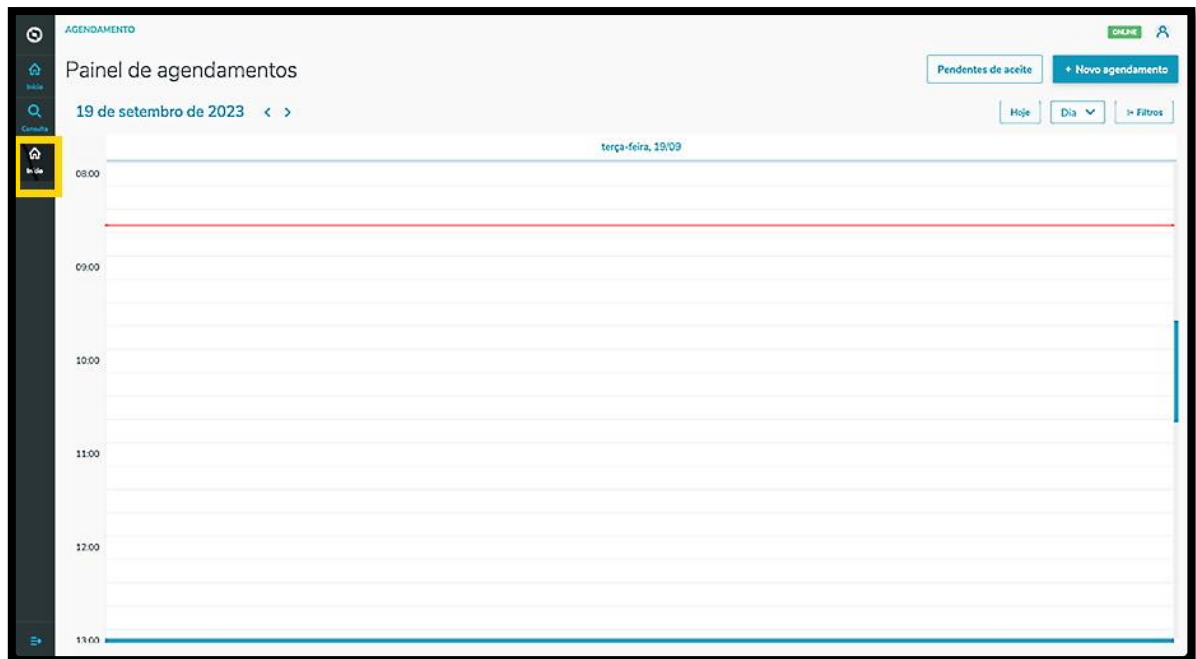 AGENDAMENTO
ONLINE
Início
Painel de agendamentos
Pendentes de aceite
+ Novo agendamento
Consulta
19 de setembro de 2023 < >
Hoje
Dia
Filtros
Início
terça-feira, 19/09
08:00
09:00
10:00
11:00
12:00
13:00